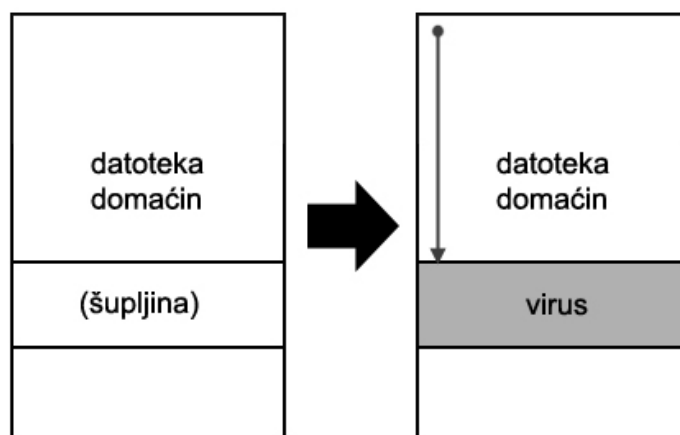 datoteka
domaćin
(šupljina)
datoteka
domaćin
virus